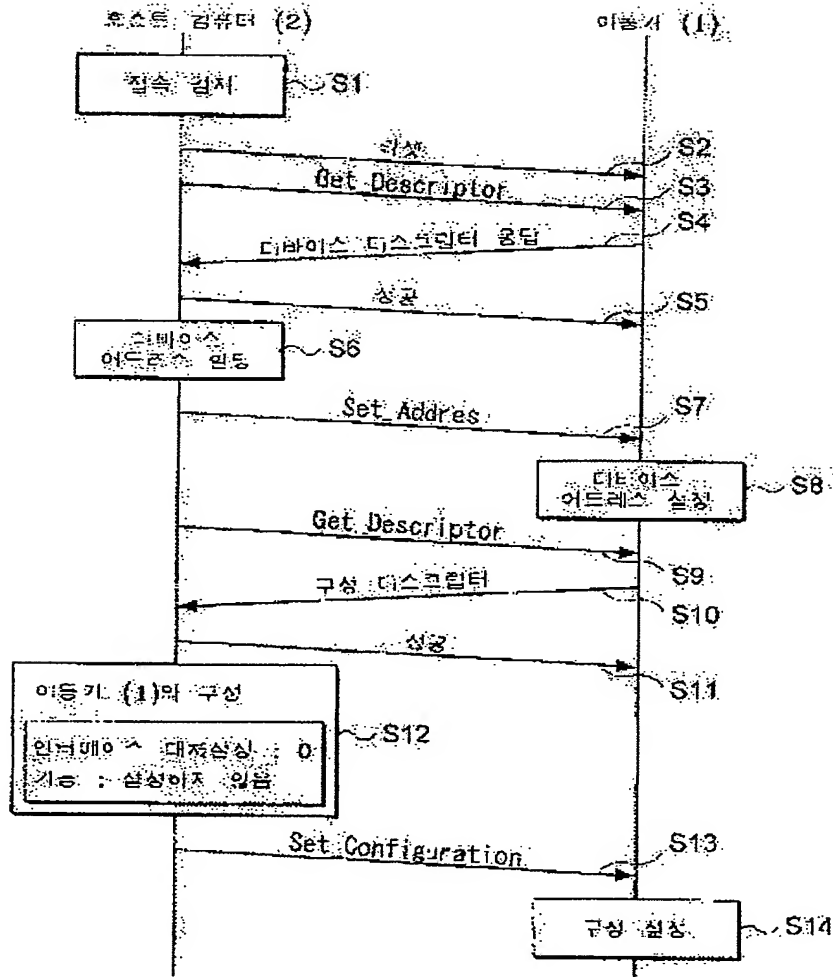 호스트 컴퓨터 (2)
이동기 (1)
접속 검지
S1
리셋
S2
Get Descriptor
S3
S4
디바이스 디스크립터 응답
성공
S5
디바이스
어드레스 할당
S6
Set_Addres
S7
디바이스
어드레스 설정
S8
Get Descriptor
S9
구성 디스크립터
S10
성공
S11
이동기 (1)의 구성
S12
인터페이스 대체설정 : 0
기능 : 설정하지 않음
Set Configuration
S13
구성 설정
S14